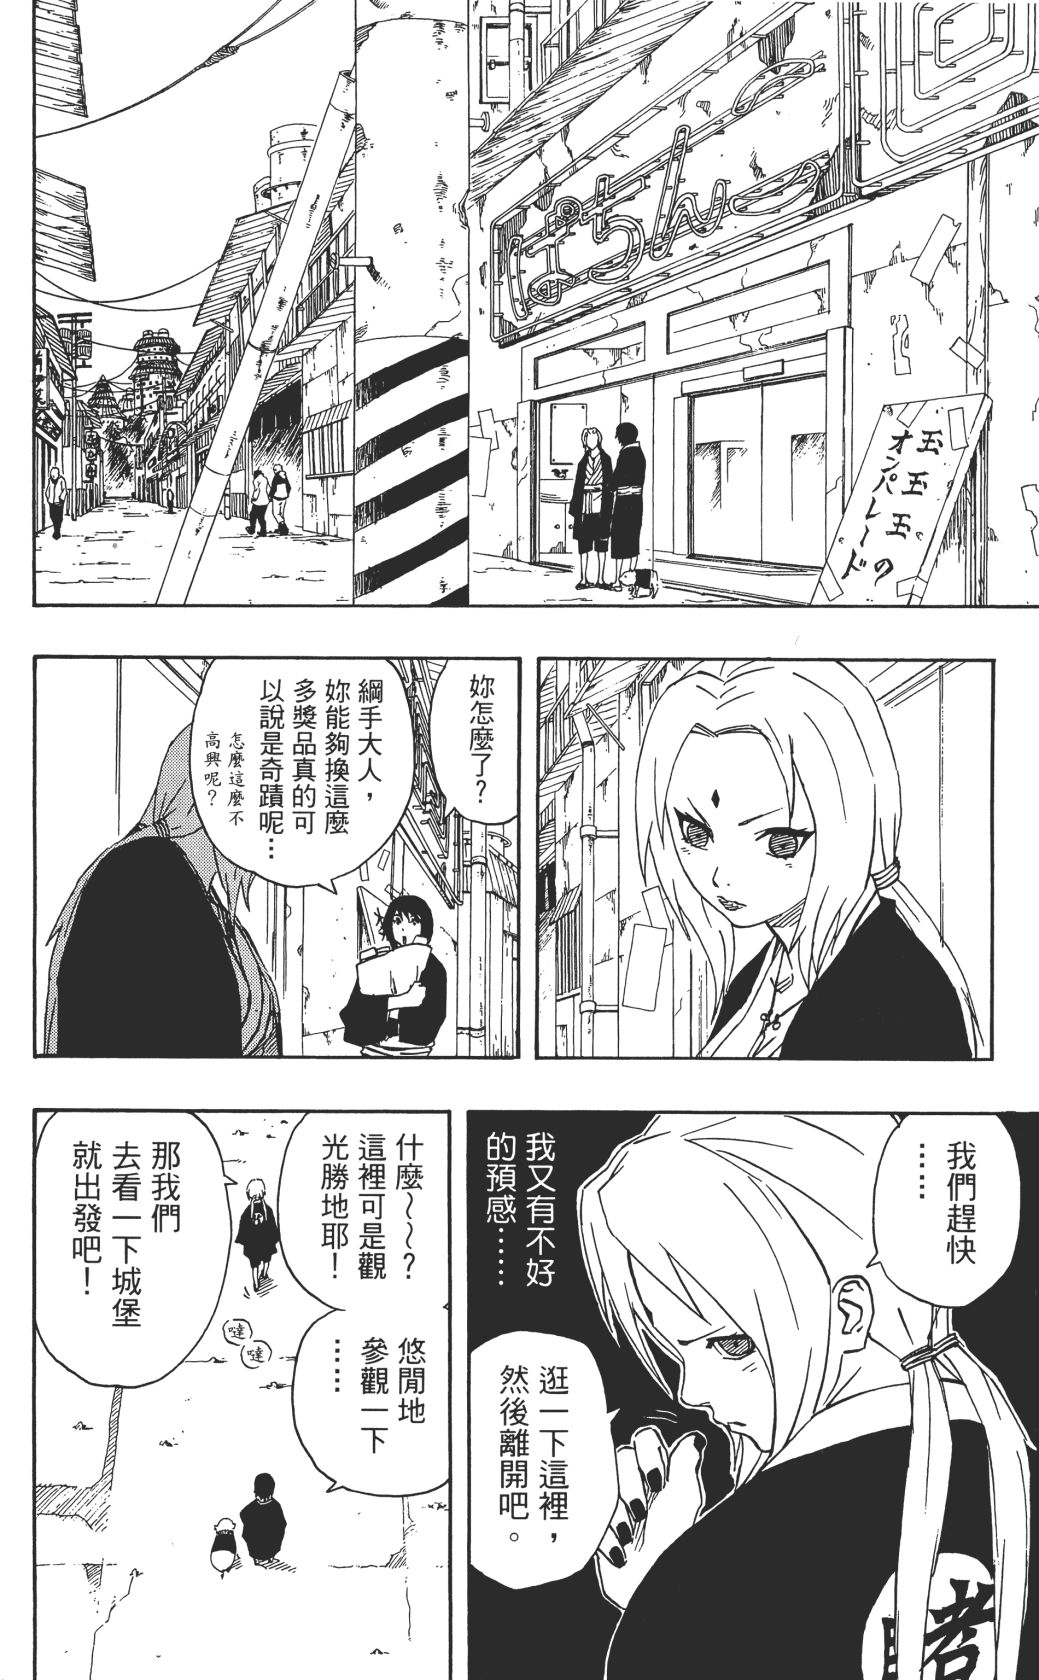 ぱちんこ
玉玉玉の
オンパレード
妳怎麼了?
綱手大人，
妳能夠換這麼
多獎品真的可
以說是奇蹟呢…
怎麼這麼不
高興呢？
我們趕快
……
我又有不好
的預感……
逛一下這裡，
然後離開吧。
什麼～～?
這裡可是觀
光勝地耶！
悠閒地
參觀一下
……
噠
噠
那我們
去看一下城堡
就出發吧！
賭